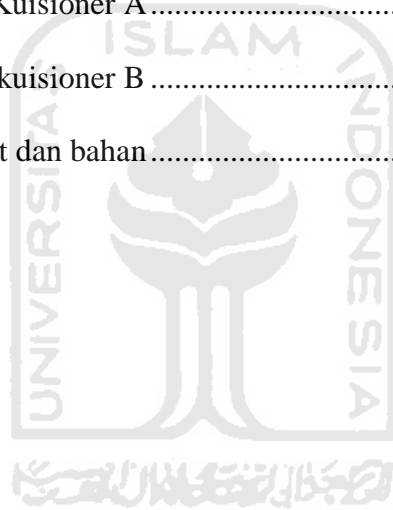 Kuisioner A..............................
kuisioner B..............................
t dan bahan..............................
ISLAM
UNIVERSITAS
INDONESIA